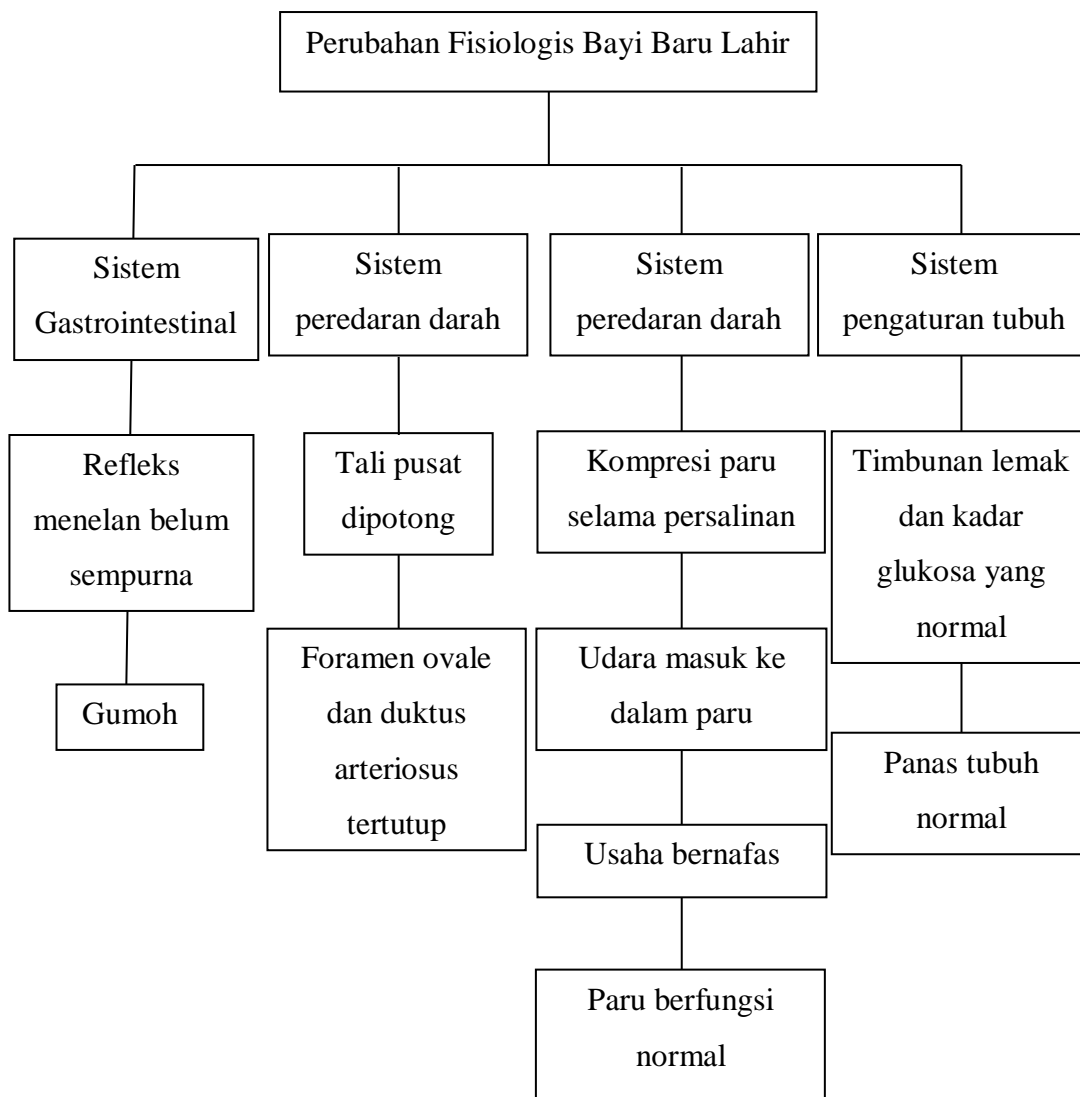 Perubahan Fisiologis Bayi Baru Lahir
Sistem
Gastrointestinal
Sistem
peredaran darah
Sistem
peredaran darah
Sistem
pengaturan tubuh
Refleks
menelan belum
sempurna
Tali pusat
dipotong
Kompresi paru
selama persalinan
Timbunan lemak
dan kadar
glukosa yang
normal
Gumoh
Foramen ovale
dan duktus
arteriosus
tertutup
Udara masuk ke
dalam paru
Panas tubuh
normal
Usaha bernafas
Paru berfungsi
normal